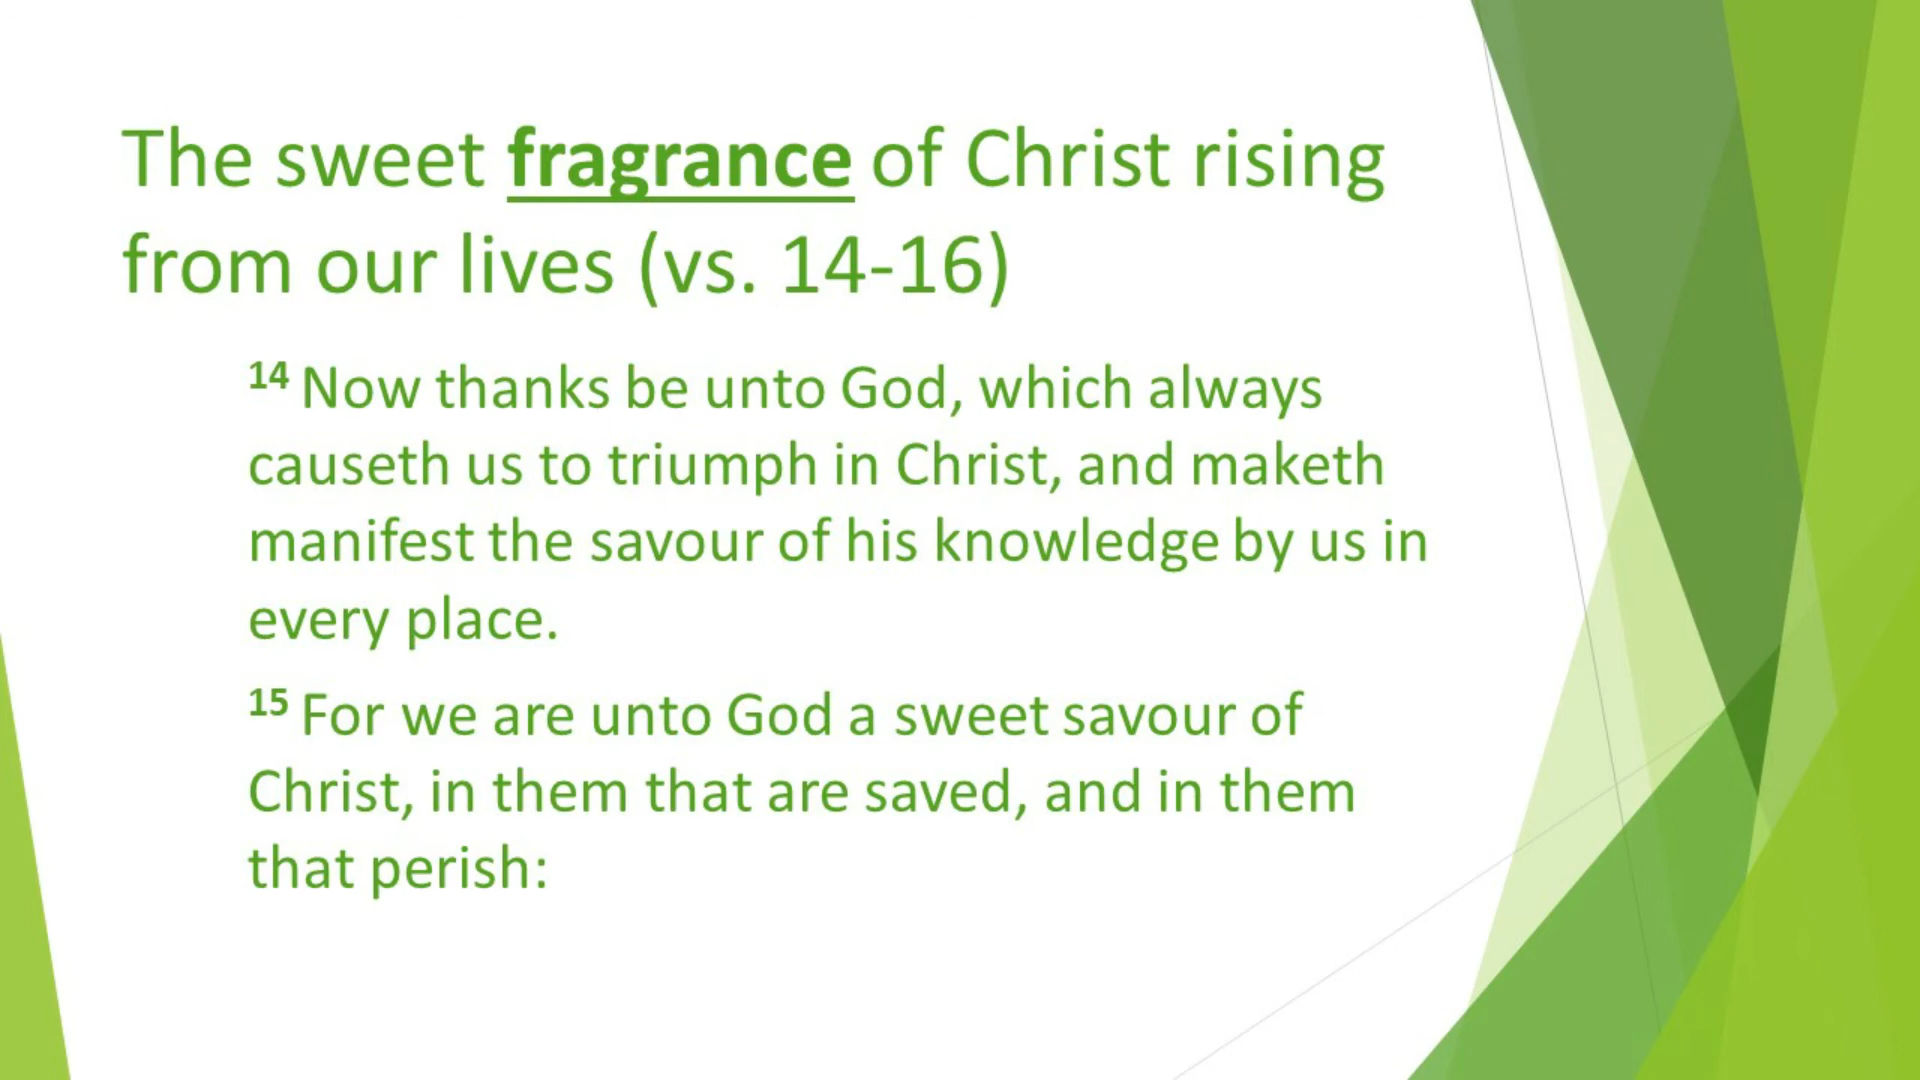 The sweet fragrance of Christ rising
from our lives (vs. 14-16)
14 Now thanks be unto God, which always
causeth us to triumph in Christ, and maketh
manifest the savour of his knowledge by us in
every place.
15 For we are unto God a sweet savour of
Christ, in them that are saved, and in them
that perish: